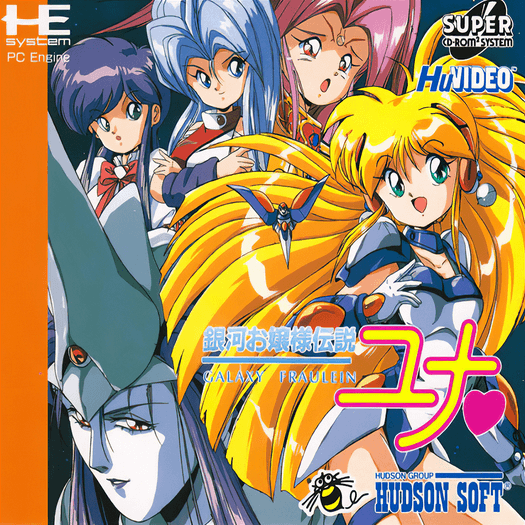 HE
system
PC Engine
SUPER
CD-ROM² SYSTEM
HuVIDEO
銀河お嬢様伝説
ユナ
GALAXY FRÄULEIN
HUDSON GROUP
HUDSON SOFT®